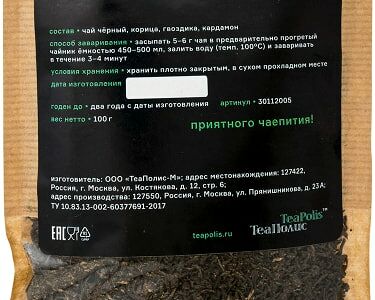 состав • чай чёрный, корица, гвоздика, кардамон
способ заваривания • засыпать 5–6 г чая в предварительно прогретый
чайник ёмкостью 450–500 мл, залить воду (темп. 100°C) и заваривать
в течение 3–4 минут
условия хранения • хранить плотно закрытым, в сухом прохладном месте
дата изготовления
годен до • два года с даты изготовления
артикул • 30112005
вес нетто • 100 г
приятного чаепития!
изготовитель: ООО «ТеаПолис-М»; адрес местонахождения: 127422,
Россия, г. Москва, ул. Костякова, д. 12, стр. 6;
адрес производства: 127550, Россия, г. Москва, ул. Прянишникова, д. 23А;
ТУ 10.83.13-002-60377691-2017
EAC
teapolis.ru
TeaPolis™
ТеаПолис